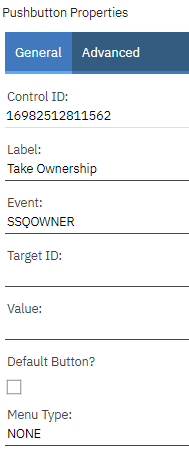 Pushbutton Properties
General Advanced
Control ID:
16982512811562
Label:
Take Ownership
Event:
SSQOWNER
Target ID:
Value:
Default Button?
Menu Type:
NONE